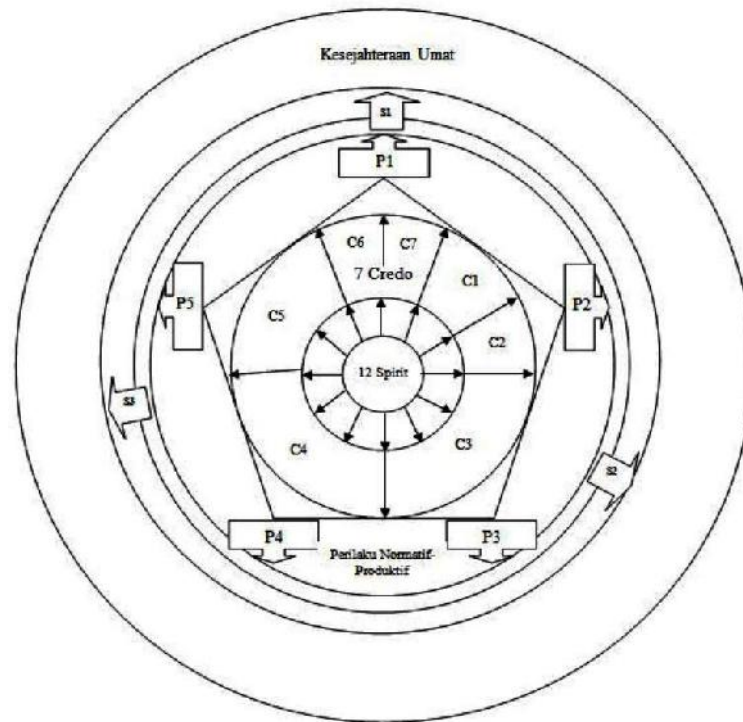 Kesejahteraan Umat
S1
P1
C6
C7
7 Credo
C1
P5
P2
C5
C2
12 Spirit
S3
C4
C3
S2
P4
P3
Perilaku Normatif-
Produktif